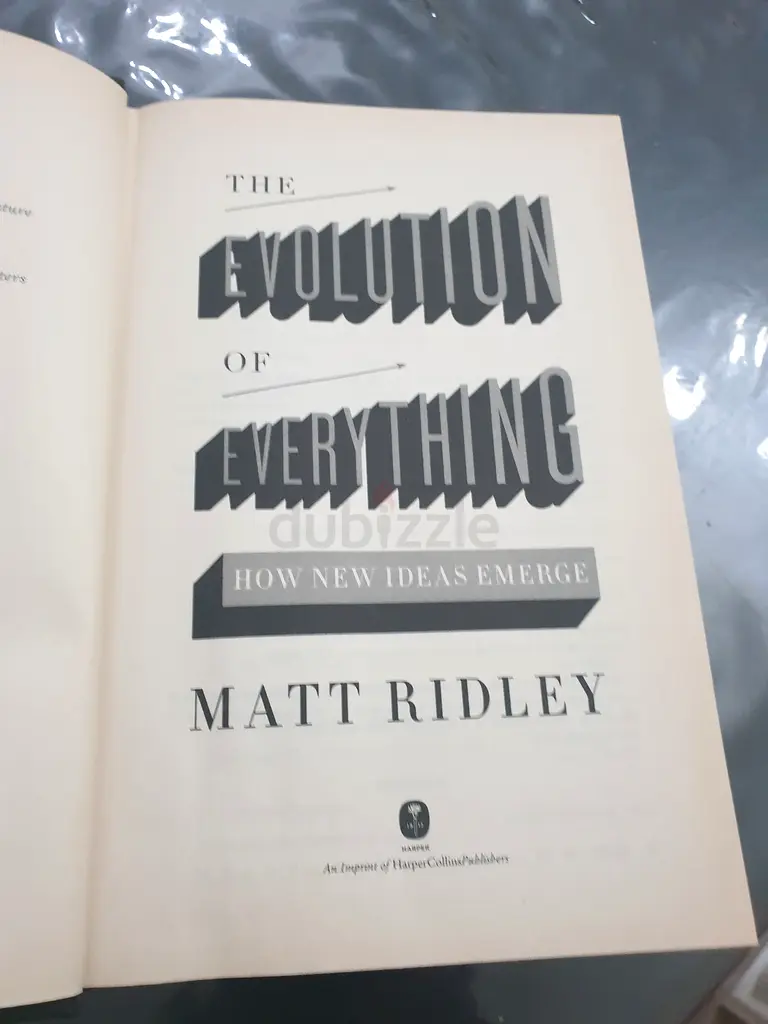 THE
EVOLUTION
OF
EVERYTHING
dubizzle
HOW NEW IDEAS EMERGE
MATT RIDLEY
HARPER
An Imprint of HarperCollinsPublishers